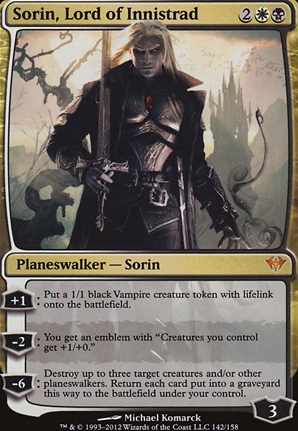 Sorin, Lord of Innistrad 2
Planeswalker — Sorin
+1: Put a 1/1 black Vampire creature token with lifelink
onto the battlefield.
-2: You get an emblem with “Creatures you control
get +1/+0.”
-6: Destroy up to three target creatures and/or other
planeswalkers. Return each card put into a graveyard
this way to the battlefield under your control.
3
Michael Komarck
™ & © 1993–2012 Wizards of the Coast LLC 142/158